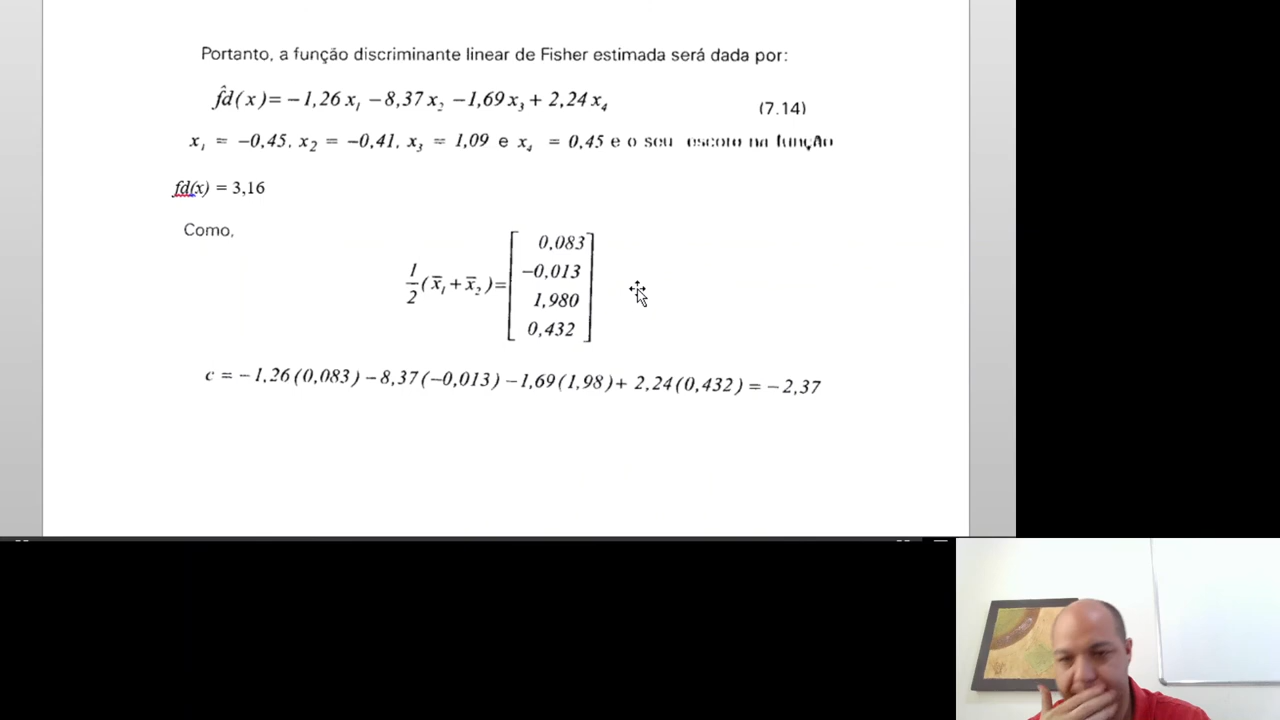 Portanto, a função discriminante linear de Fisher estimada será dada por:
f̂d(x)= −1,26 x₁ −8,37 x₂ −1,69 x₃ + 2,24 x₄ (7.14)
x₁ = −0,45. x₂ = −0,41, x₃ = 1,09 e x₄ = 0,45 e o seu escoto na função
fd(x) = 3,16
Como,
1/2 (x̄₁ + x̄₂) = [ 0,083
−0,013
1,980
0,432 ]
c = −1,26(0,083) −8,37(−0,013) −1,69(1,98) + 2,24(0,432) = −2,37